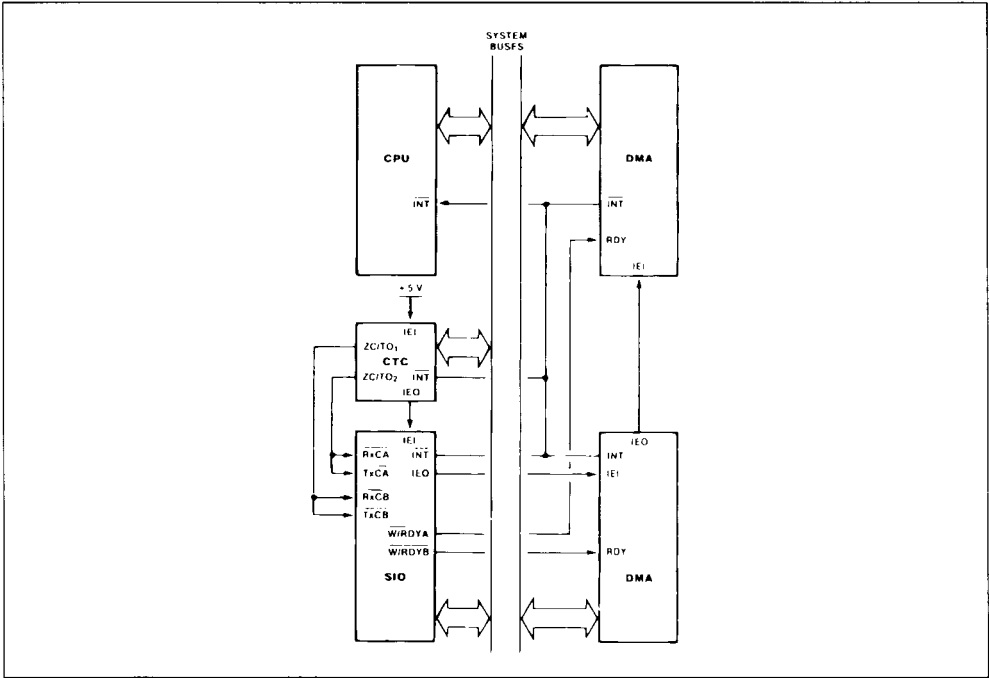 SYSTEM
BUSES
CPU
INT
DMA
INT
RDY
IEI
+5 V
IEI
ZC/TO1
CTC
ZC/TO2 INT
IEO
IEI
RxCA INT
TxCA IEO
RxCB
TxCB
W/RDYA
W/RDYB
SIO
IEO
INT
IEI
RDY
DMA